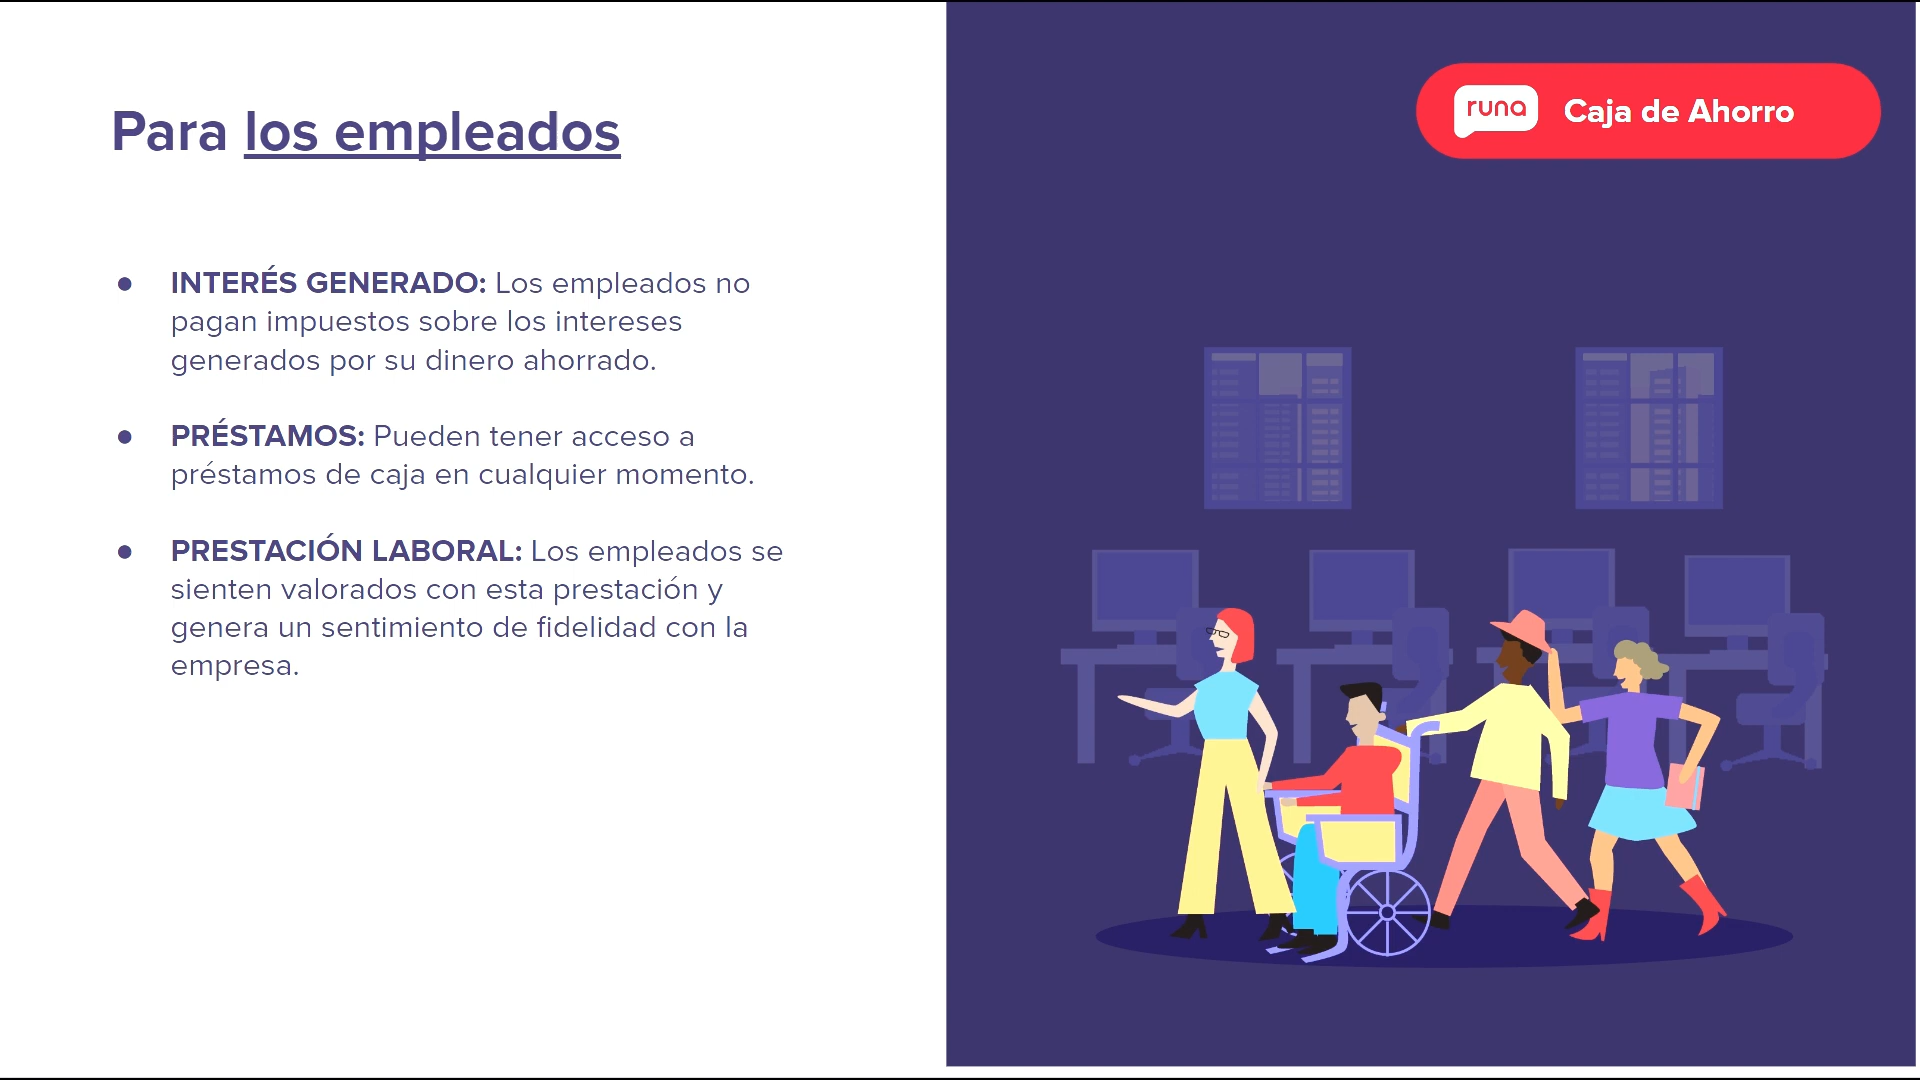 Para los empleados
● INTERÉS GENERADO: Los empleados no
pagan impuestos sobre los intereses
generados por su dinero ahorrado.
● PRÉSTAMOS: Pueden tener acceso a
préstamos de caja en cualquier momento.
● PRESTACIÓN LABORAL: Los empleados se
sienten valorados con esta prestación y
genera un sentimiento de fidelidad con la
empresa.
runa Caja de Ahorro